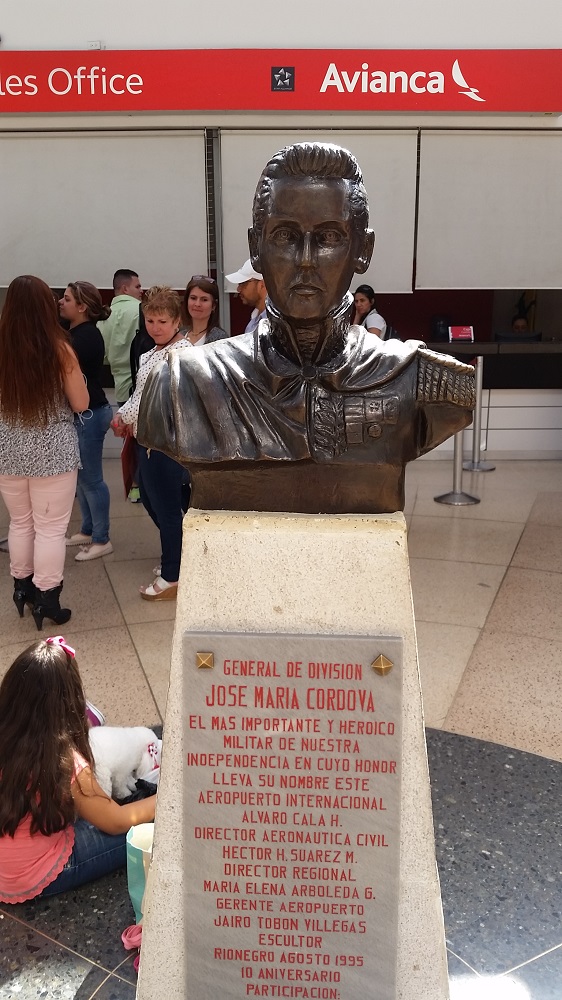 les Office
Avianca
GENERAL DE DIVISION
JOSE MARIA CORDOVA
EL MAS IMPORTANTE Y HEROICO
MILITAR DE NUESTRA
INDEPENDENCIA EN CUYO HONOR
LLEVA SU NOMBRE ESTE
AEROPUERTO INTERNACIONAL
ALVARO CALA H.
DIRECTOR AERONAUTICA CIVIL
HECTOR H. SUAREZ M.
DIRECTOR REGIONAL
MARIA ELENA ARBOLEDA G.
GERENTE AEROPUERTO
JAIRO TOBON VILLEGAS
ESCULTOR
RIONEGRO AGOSTO 1995
10 ANIVERSARIO
PARTICIPACION: